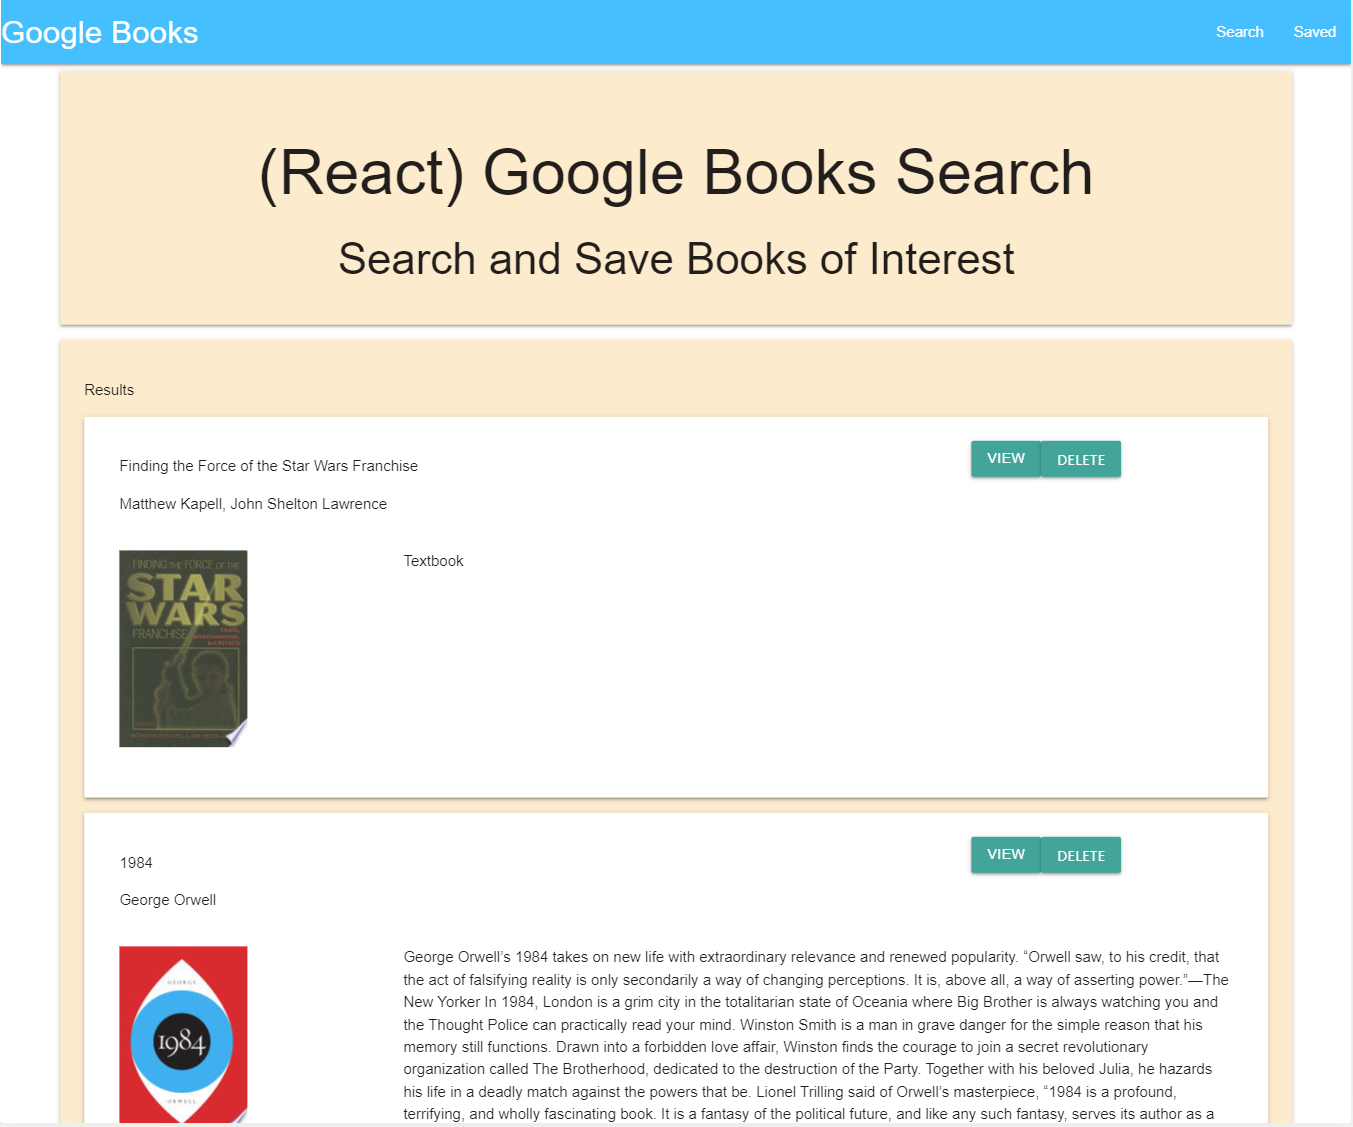 Google Books
Search
Saved
(React) Google Books Search
Search and Save Books of Interest
Results
Finding the Force of the Star Wars Franchise
VIEW
DELETE
Matthew Kapell, John Shelton Lawrence
FINDING THE FORCE OF THE
STAR
WARS
FRANCHISE
Textbook
1984
VIEW
DELETE
George Orwell
GEORGE
1984
ORWELL
George Orwell’s 1984 takes on new life with extraordinary relevance and renewed popularity. “Orwell saw, to his credit, that
the act of falsifying reality is only secondarily a way of changing perceptions. It is, above all, a way of asserting power.”—The
New Yorker In 1984, London is a grim city in the totalitarian state of Oceania where Big Brother is always watching you and
the Thought Police can practically read your mind. Winston Smith is a man in grave danger for the simple reason that his
memory still functions. Drawn into a forbidden love affair, Winston finds the courage to join a secret revolutionary
organization called The Brotherhood, dedicated to the destruction of the Party. Together with his beloved Julia, he hazards
his life in a deadly match against the powers that be. Lionel Trilling said of Orwell’s masterpiece, “1984 is a profound,
terrifying, and wholly fascinating book. It is a fantasy of the political future, and like any such fantasy, serves its author as a